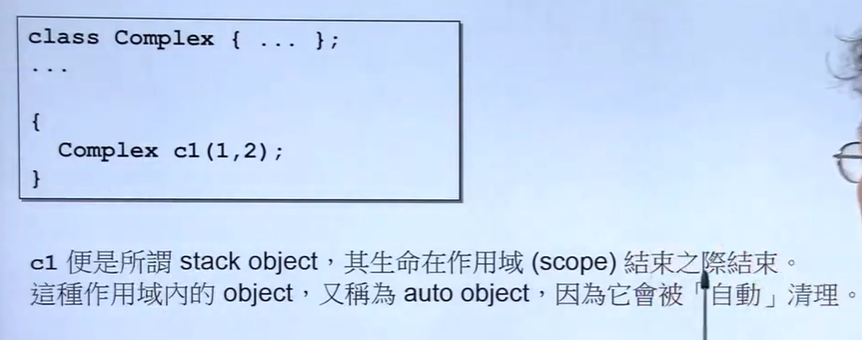 class Complex { ... };
...
{
Complex c1(1,2);
}
c1 便是所謂 stack object，其生命在作用域 (scope) 結束之際結束。
這種作用域內的 object，又稱為 auto object，因為它會被「自動」清理。